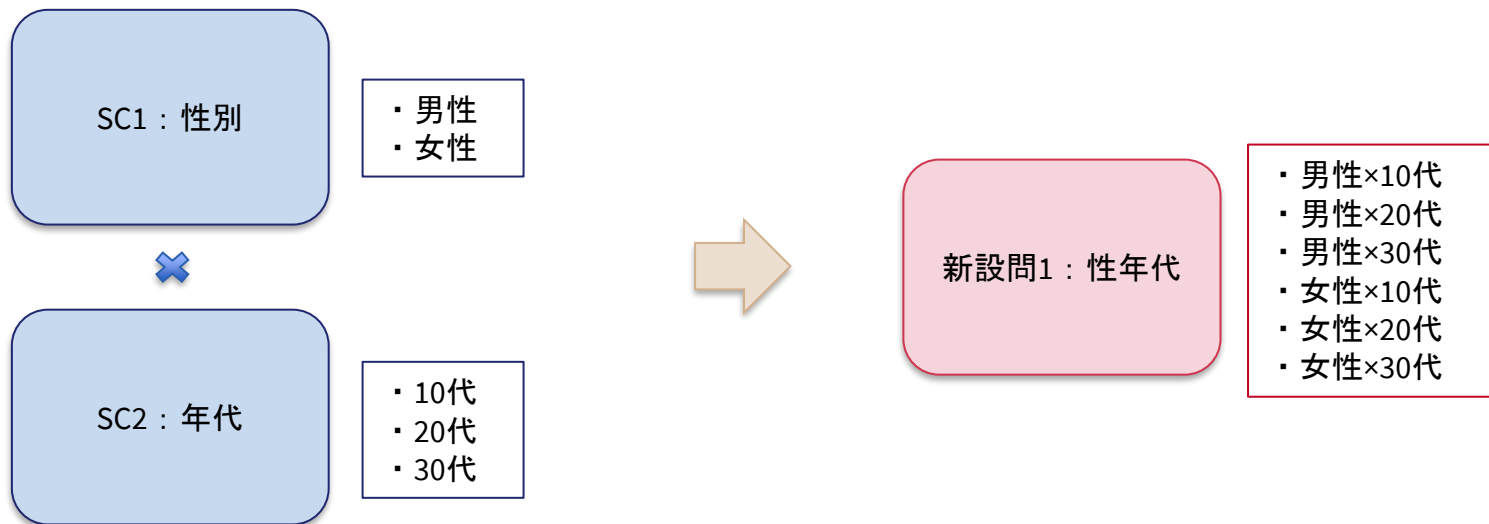 SC1：性別
・男性
・女性
SC2：年代
・10代
・20代
・30代
新設問1：性年代
・男性×10代
・男性×20代
・男性×30代
・女性×10代
・女性×20代
・女性×30代